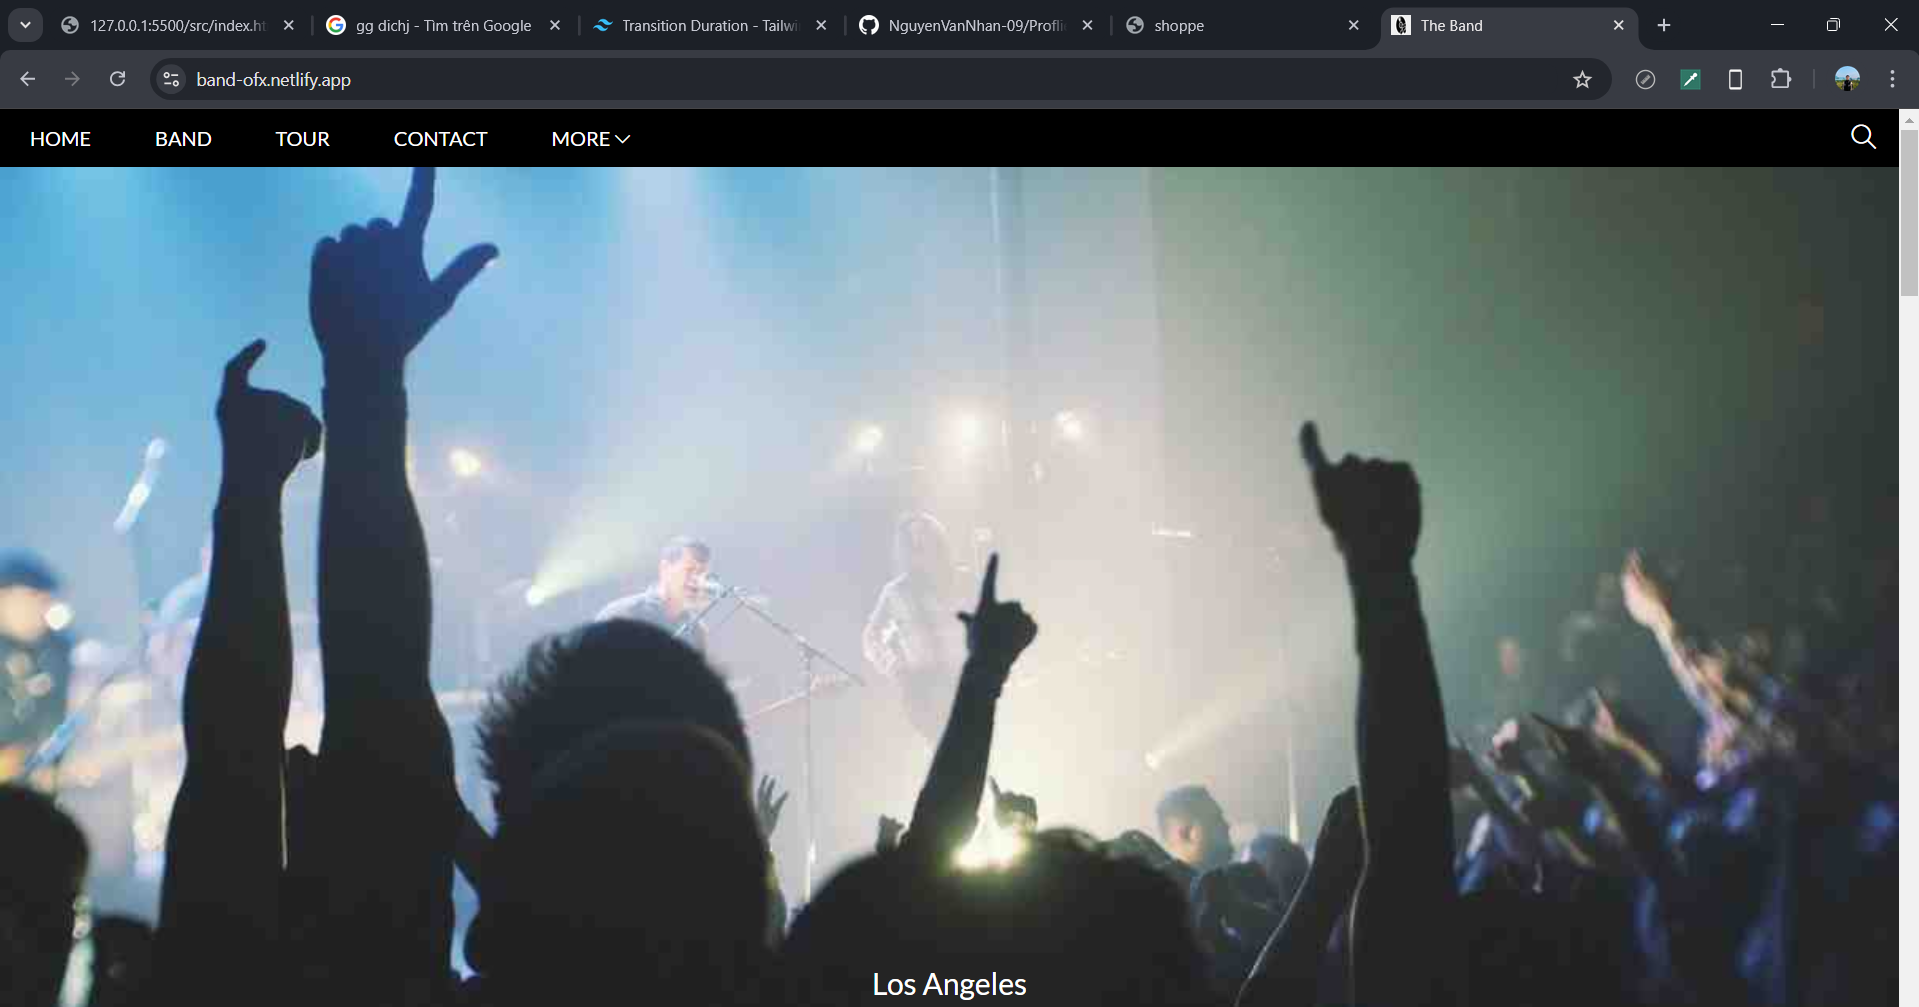 127.0.0.1:5500/src/index.ht
gg dichj - Tìm trên Google
Transition Duration - Tailwi
NguyenVanNhan-09/Profli
shoppe
The Band
band-ofx.netlify.app
HOME
BAND
TOUR
CONTACT
MORE
Los Angeles